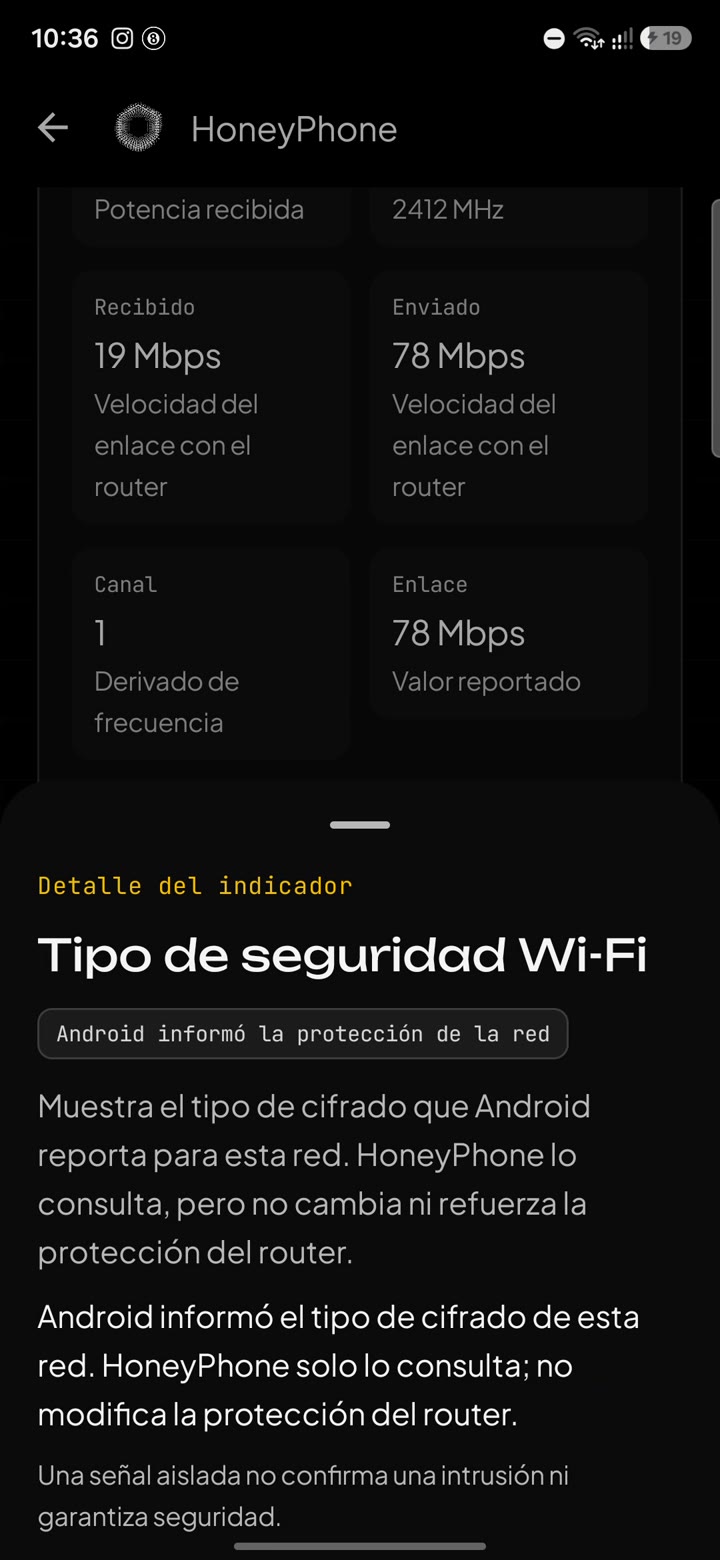 10:36
19
HoneyPhone
Potencia recibida
2412 MHz
Recibido
19 Mbps
Velocidad del
enlace con el
router
Enviado
78 Mbps
Velocidad del
enlace con el
router
Canal
1
Derivado de
frecuencia
Enlace
78 Mbps
Valor reportado
Detalle del indicador
Tipo de seguridad Wi-Fi
Android informó la protección de la red
Muestra el tipo de cifrado que Android
reporta para esta red. HoneyPhone lo
consulta, pero no cambia ni refuerza la
protección del router.
Android informó el tipo de cifrado de esta
red. HoneyPhone solo lo consulta; no
modifica la protección del router.
Una señal aislada no confirma una intrusión ni
garantiza seguridad.